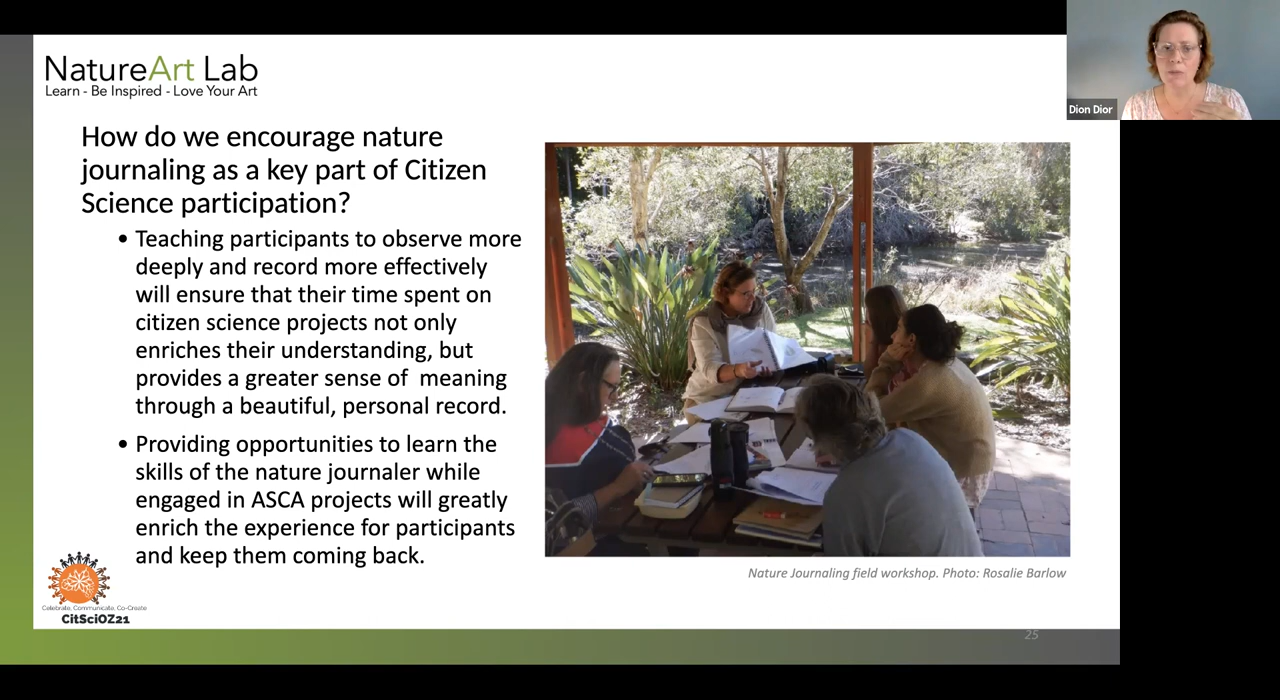 NatureArt Lab
Learn - Be Inspired - Love Your Art
Dion Dior
How do we encourage nature
journaling as a key part of Citizen
Science participation?
• Teaching participants to observe more
deeply and record more effectively
will ensure that their time spent on
citizen science projects not only
enriches their understanding, but
provides a greater sense of meaning
through a beautiful, personal record.
• Providing opportunities to learn the
skills of the nature journaler while
engaged in ASCA projects will greatly
enrich the experience for participants
and keep them coming back.
Nature Journaling field workshop. Photo: Rosalie Barlow
Celebrate, Communicate, Co-Create
CitSciOZ21
25